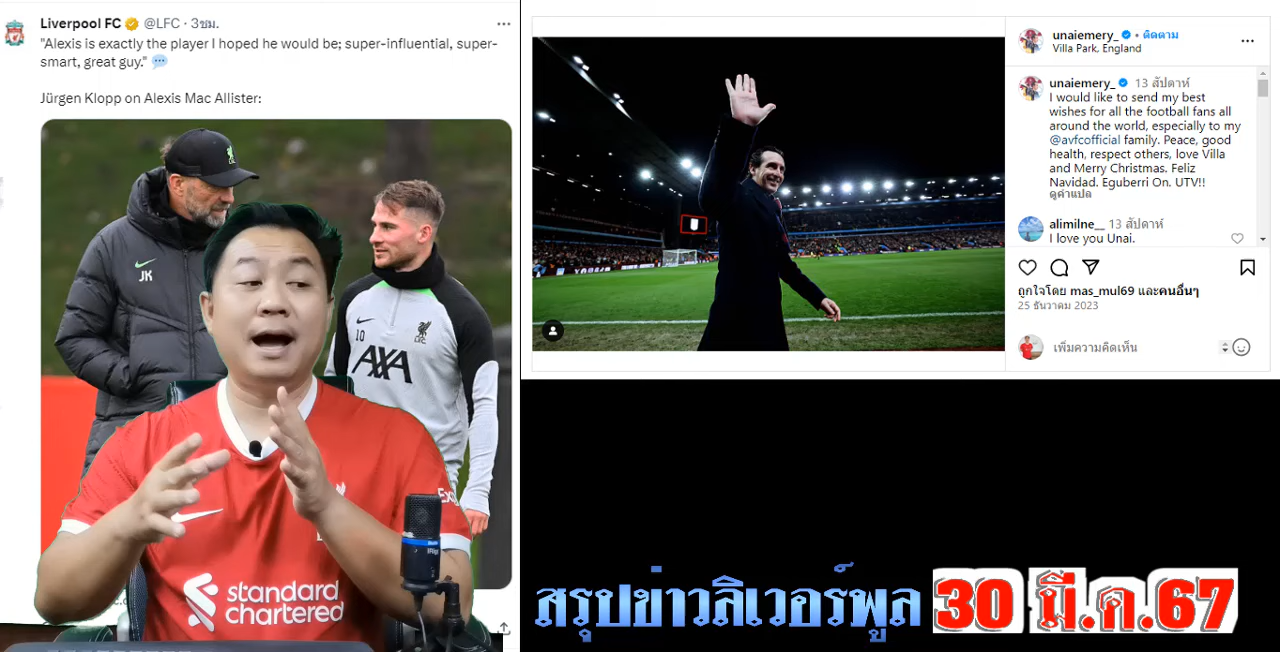 Liverpool FC @LFC · 3ชม.
"Alexis is exactly the player I hoped he would be; super-influential, super-
smart, great guy." 💬
Jürgen Klopp on Alexis Mac Allister:
JK
10
AXA
standard
chartered
unaiemery_ • ติดตาม
Villa Park, England
unaiemery_ 13 สัปดาห์
I would like to send my best
wishes for all the football fans all
around the world, especially to my
@avfcofficial family. Peace, good
health, respect others, love Villa
and Merry Christmas. Feliz
Navidad. Eguberri On. UTV!!
ดูคำแปล
alimilne__ 13 สัปดาห์
I love you Unai.
ถูกใจโดย mas_mul69 และคนอื่นๆ
25 ธันวาคม 2023
เพิ่มความคิดเห็น
สรุปข่าวลิเวอร์พูล 30 มี.ค.67